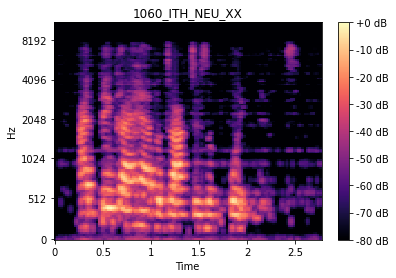 1060_ITH_NEU_XX
+0 dB
8192
-10 dB
4096
-20 dB
-30 dB
2048
Hz
-40 dB
1024
-50 dB
512
-60 dB
-70 dB
0
-80 dB
0 0.5 1 1.5 2 2.5
Time